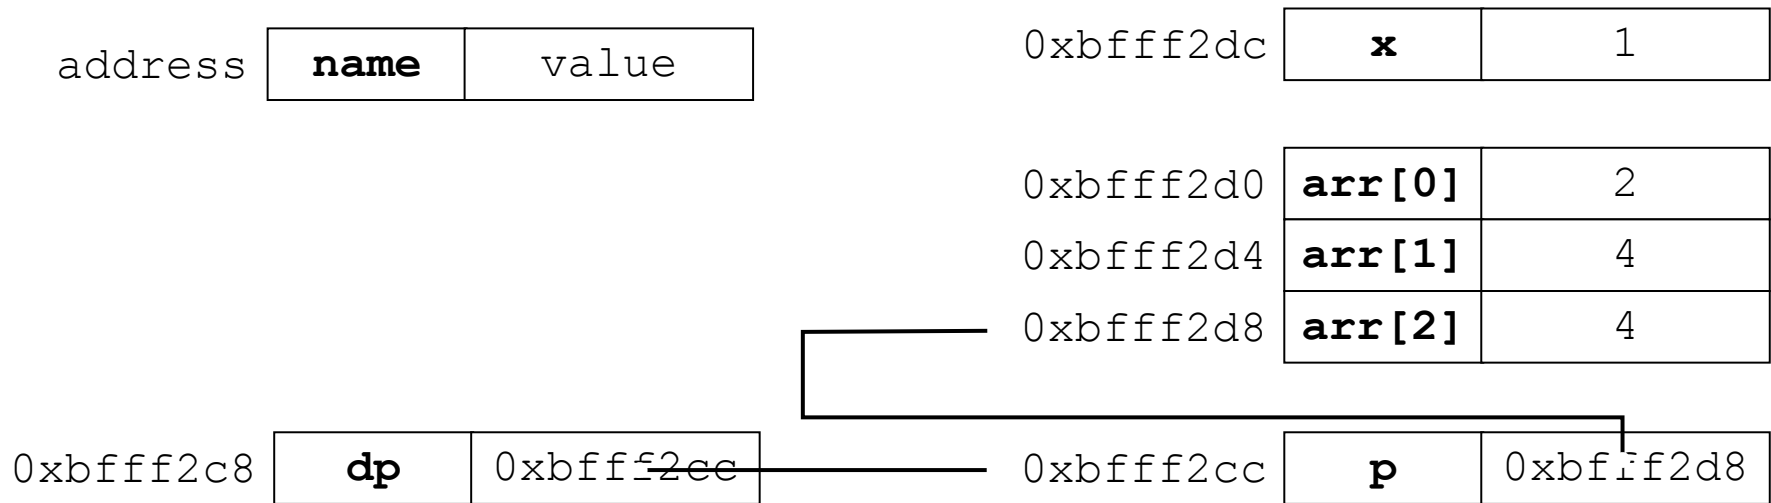 address name value
0xbfff2dc x 1
0xbfff2d0 arr[0] 2
0xbfff2d4 arr[1] 4
0xbfff2d8 arr[2] 4
0xbfff2c8 dp 0xbfff2cc
0xbfff2cc p 0xbfff2d8